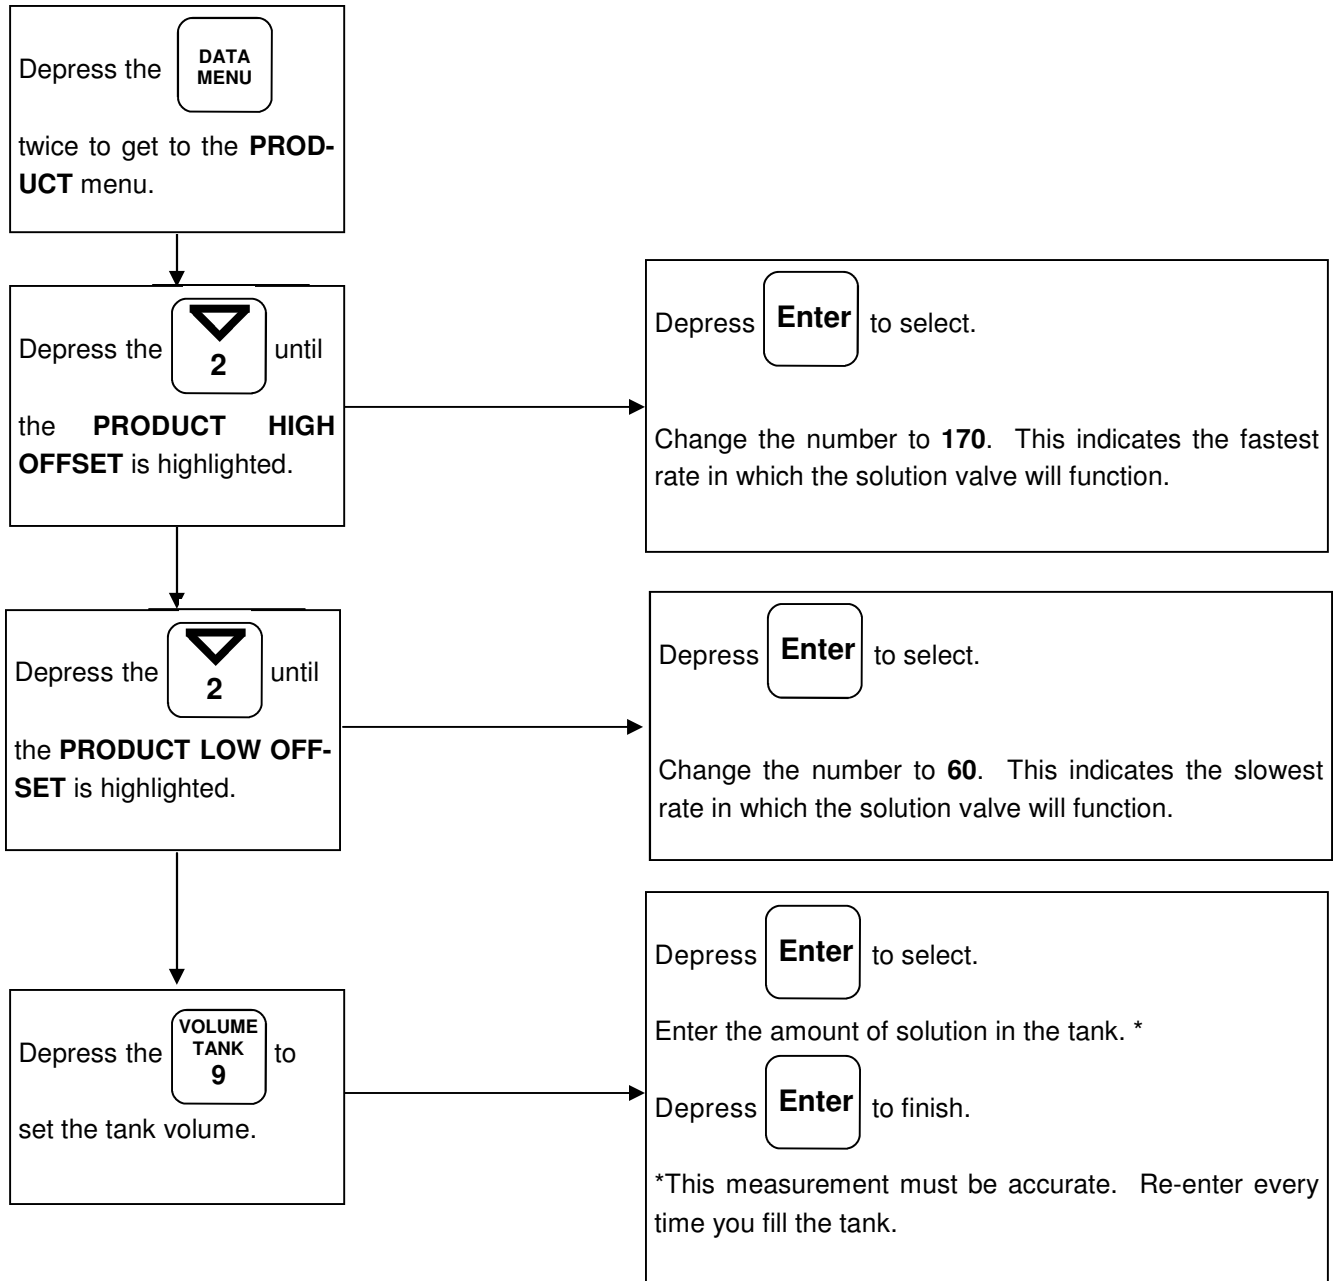 Depress the DATA
MENU
twice to get to the PROD-
UCT menu.
Depress the 2 until
the PRODUCT HIGH
OFFSET is highlighted.
Depress Enter to select.
Change the number to 170. This indicates the fastest
rate in which the solution valve will function.
Depress the 2 until
the PRODUCT LOW OFF-
SET is highlighted.
Depress Enter to select.
Change the number to 60. This indicates the slowest
rate in which the solution valve will function.
Depress the VOLUME
TANK
9 to
set the tank volume.
Depress Enter to select.
Enter the amount of solution in the tank. *
Depress Enter to finish.
*This measurement must be accurate. Re-enter every
time you fill the tank.